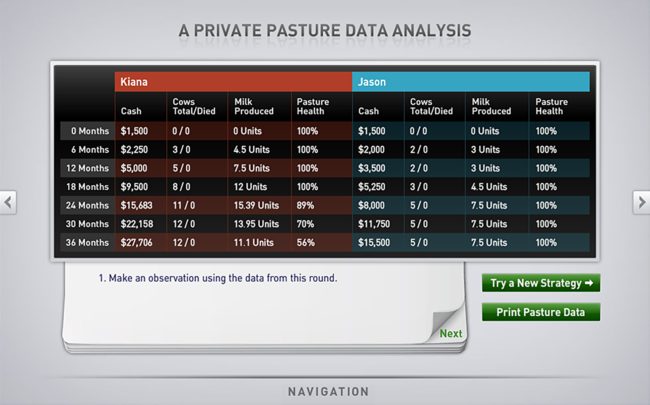 A PRIVATE PASTURE DATA ANALYSIS
Kiana Jason
Cash Cows Total/Died Milk Produced Pasture Health Cash Cows Total/Died Milk Produced Pasture Health
0 Months $1,500 0 / 0 0 Units 100% $1,500 0 / 0 0 Units 100%
6 Months $2,250 3 / 0 4.5 Units 100% $2,000 2 / 0 3 Units 100%
12 Months $5,000 5 / 0 7.5 Units 100% $3,500 2 / 0 3 Units 100%
18 Months $9,500 8 / 0 12 Units 100% $5,250 3 / 0 4.5 Units 100%
24 Months $15,683 11 / 0 15.39 Units 89% $8,000 5 / 0 7.5 Units 100%
30 Months $22,158 12 / 0 13.95 Units 70% $11,750 5 / 0 7.5 Units 100%
36 Months $27,706 12 / 0 11.1 Units 56% $15,500 5 / 0 7.5 Units 100%
1. Make an observation using the data from this round.
Try a New Strategy →
Print Pasture Data
Next
NAVIGATION